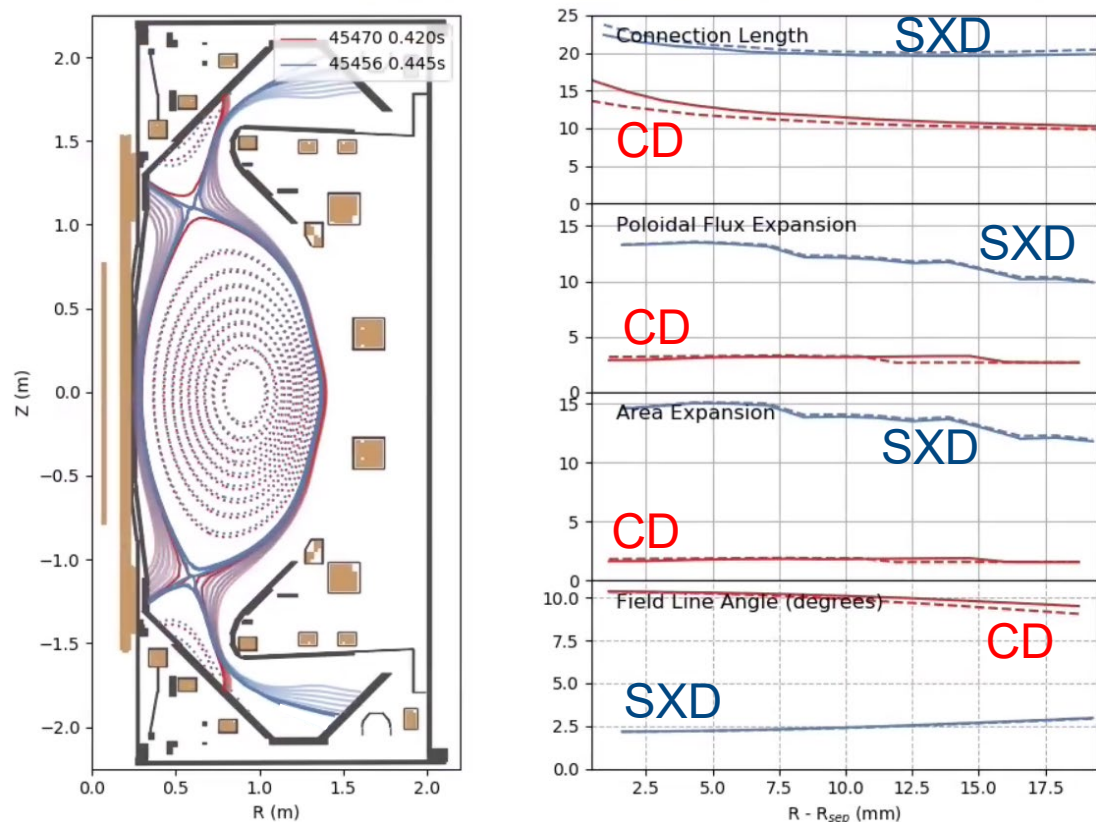 45470 0.420s
45456 0.445s
2.0
1.5
1.0
0.5
0.0
−0.5
−1.0
−1.5
−2.0
Z (m)
0.0 0.5 1.0 1.5 2.0
R (m)
25
20
15
10
5
0
Connection Length
SXD
CD
15
10
5
0
Poloidal Flux Expansion
SXD
CD
15
10
5
0
Area Expansion
SXD
CD
10.0
7.5
5.0
2.5
0.0
Field Line Angle (degrees)
CD
SXD
2.5 5.0 7.5 10.0 12.5 15.0 17.5
R - Rsep (mm)